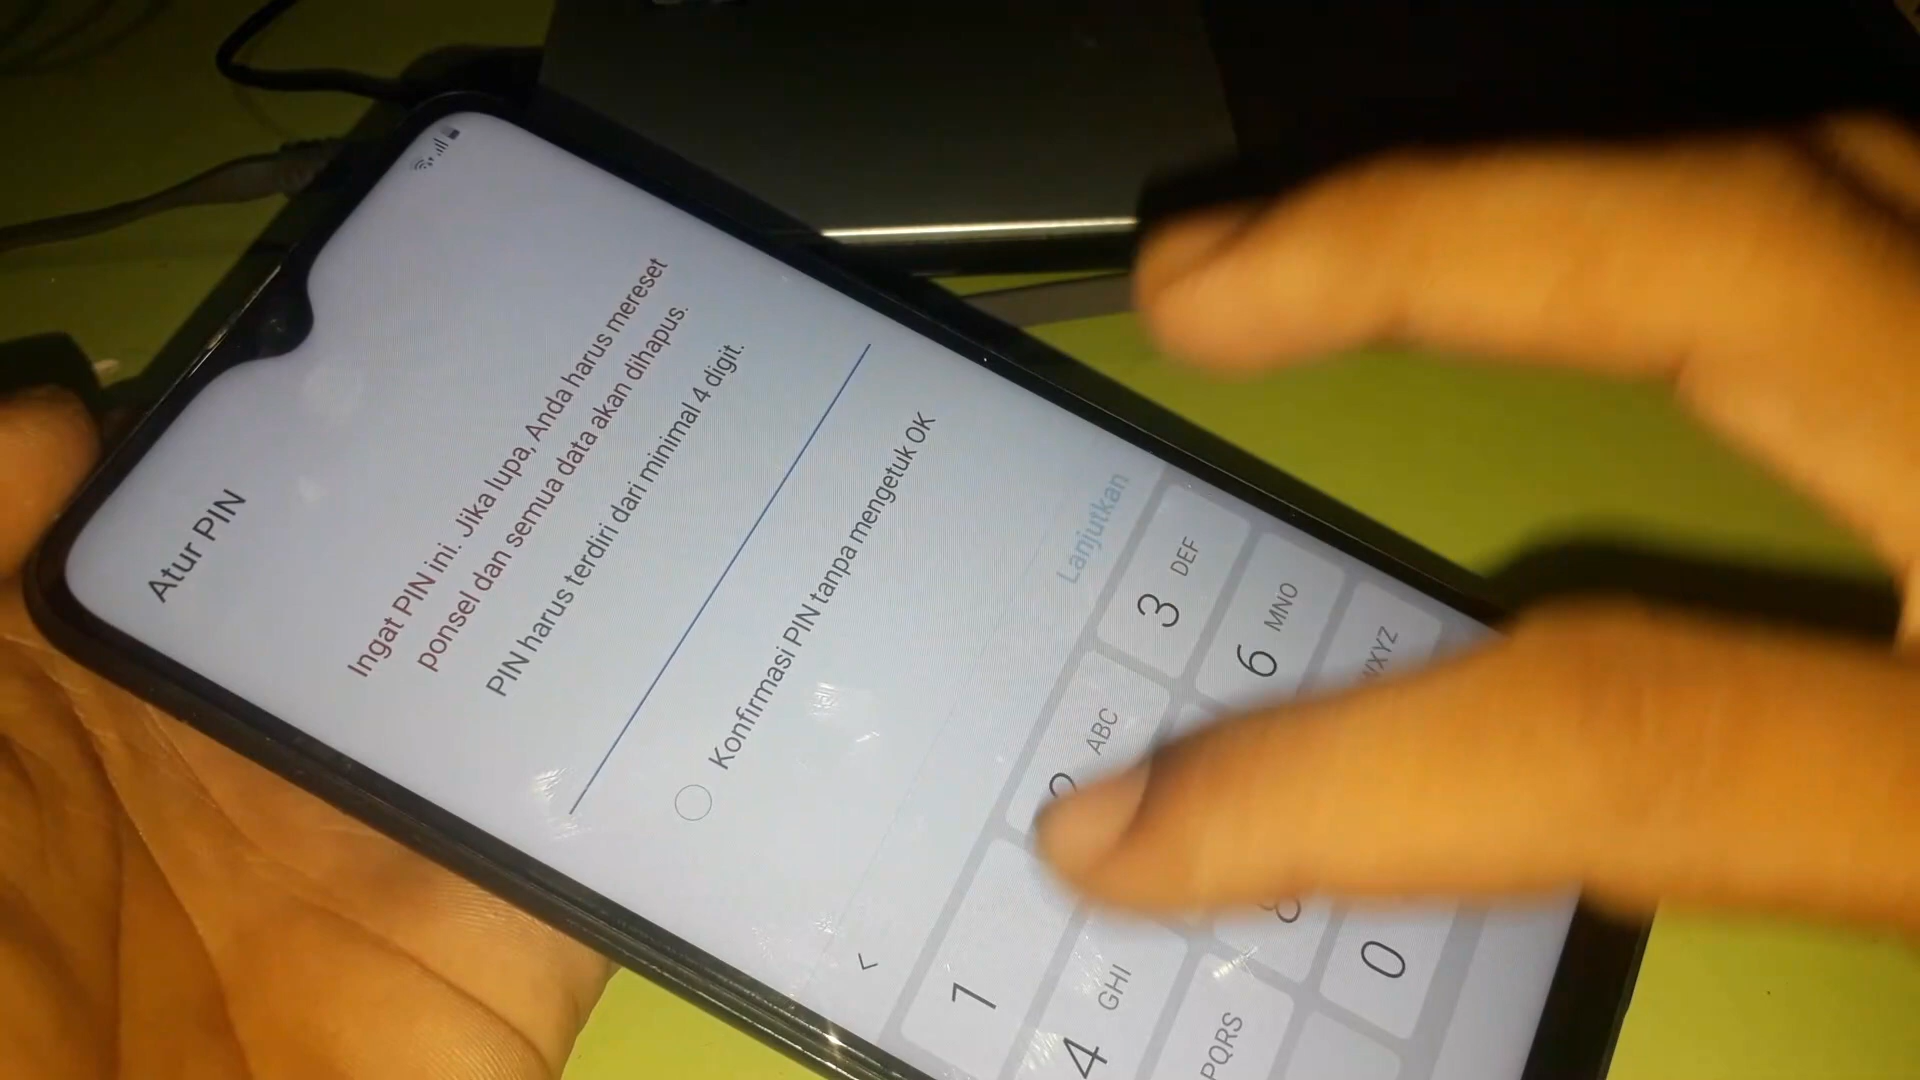 Atur PIN
Ingat PIN ini. Jika lupa, Anda harus mereset
ponsel dan semua data akan dihapus.
PIN harus terdiri dari minimal 4 digit.
Konfirmasi PIN tanpa mengetuk OK
Lanjutkan
1
ABC
3 DEF
4 GHI
6 MNO
PQRS
8
WXYZ
0